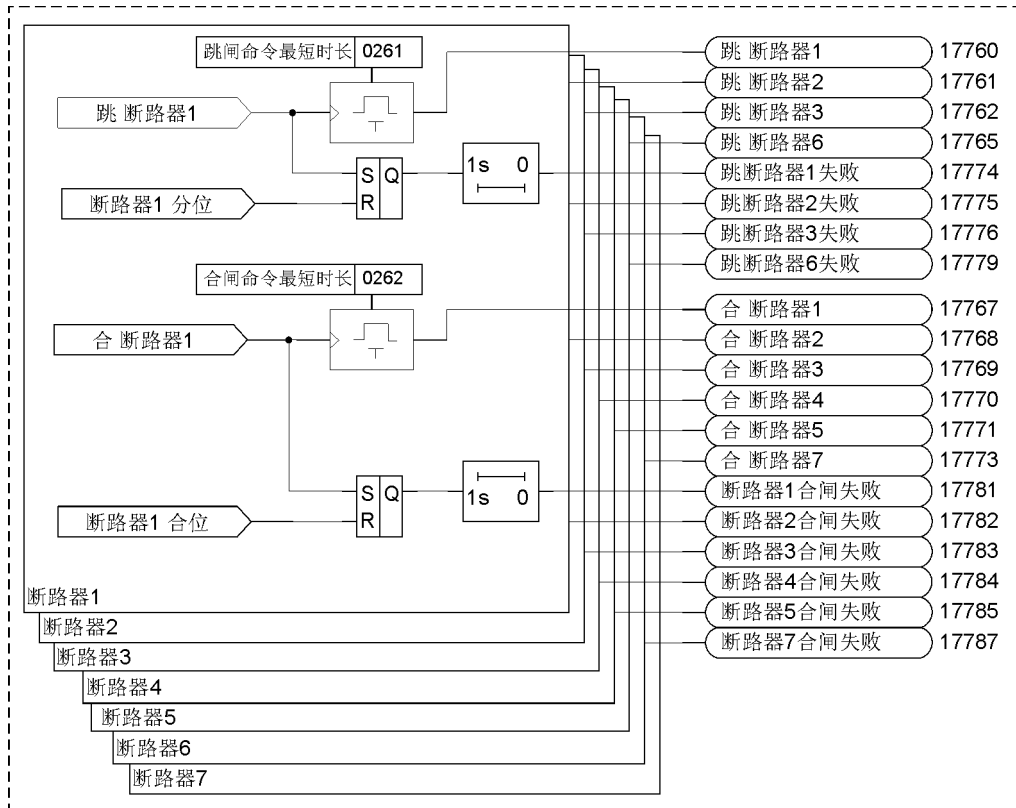 跳闸命令最短时长 0261
跳 断路器1
断路器1 分位
S Q
R
1s 0
合闸命令最短时长 0262
合 断路器1
断路器1 合位
S Q
R
1s 0
断路器1
断路器2
断路器3
断路器4
断路器5
断路器6
断路器7
跳 断路器1 17760
跳 断路器2 17761
跳 断路器3 17762
跳 断路器6 17765
跳断路器1失败 17774
跳断路器2失败 17775
跳断路器3失败 17776
跳断路器6失败 17779
合 断路器1 17767
合 断路器2 17768
合 断路器3 17769
合 断路器4 17770
合 断路器5 17771
合 断路器7 17773
断路器1合闸失败 17781
断路器2合闸失败 17782
断路器3合闸失败 17783
断路器4合闸失败 17784
断路器5合闸失败 17785
断路器7合闸失败 17787